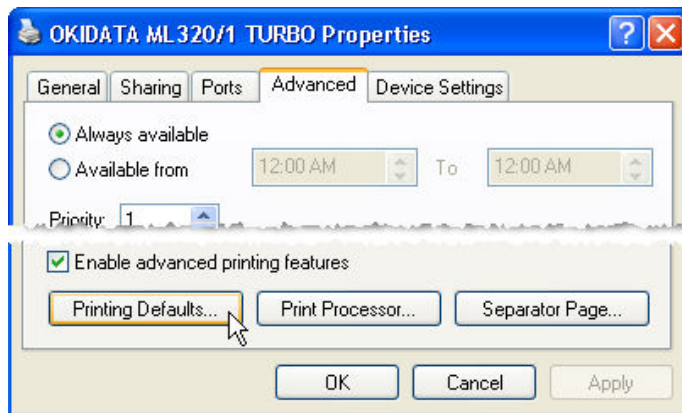 OKIDATA ML320/1 TURBO Properties
General Sharing Ports Advanced Device Settings
Always available
Available from 12:00 AM To 12:00 AM
Priority: 1
Enable advanced printing features
Printing Defaults... Print Processor... Separator Page...
OK Cancel Apply